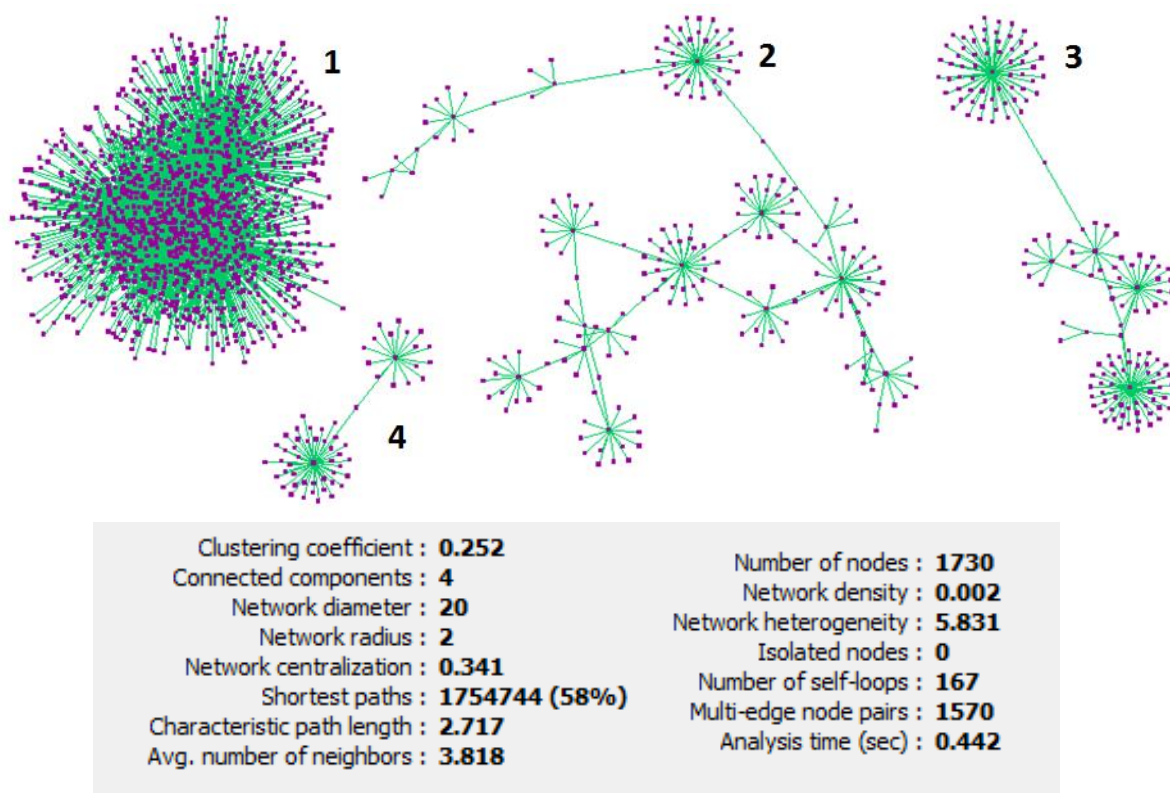 1
2
3
4
Clustering coefficient : 0.252
Connected components : 4
Network diameter : 20
Network radius : 2
Network centralization : 0.341
Shortest paths : 1754744 (58%)
Characteristic path length : 2.717
Avg. number of neighbors : 3.818
Number of nodes : 1730
Network density : 0.002
Network heterogeneity : 5.831
Isolated nodes : 0
Number of self-loops : 167
Multi-edge node pairs : 1570
Analysis time (sec) : 0.442